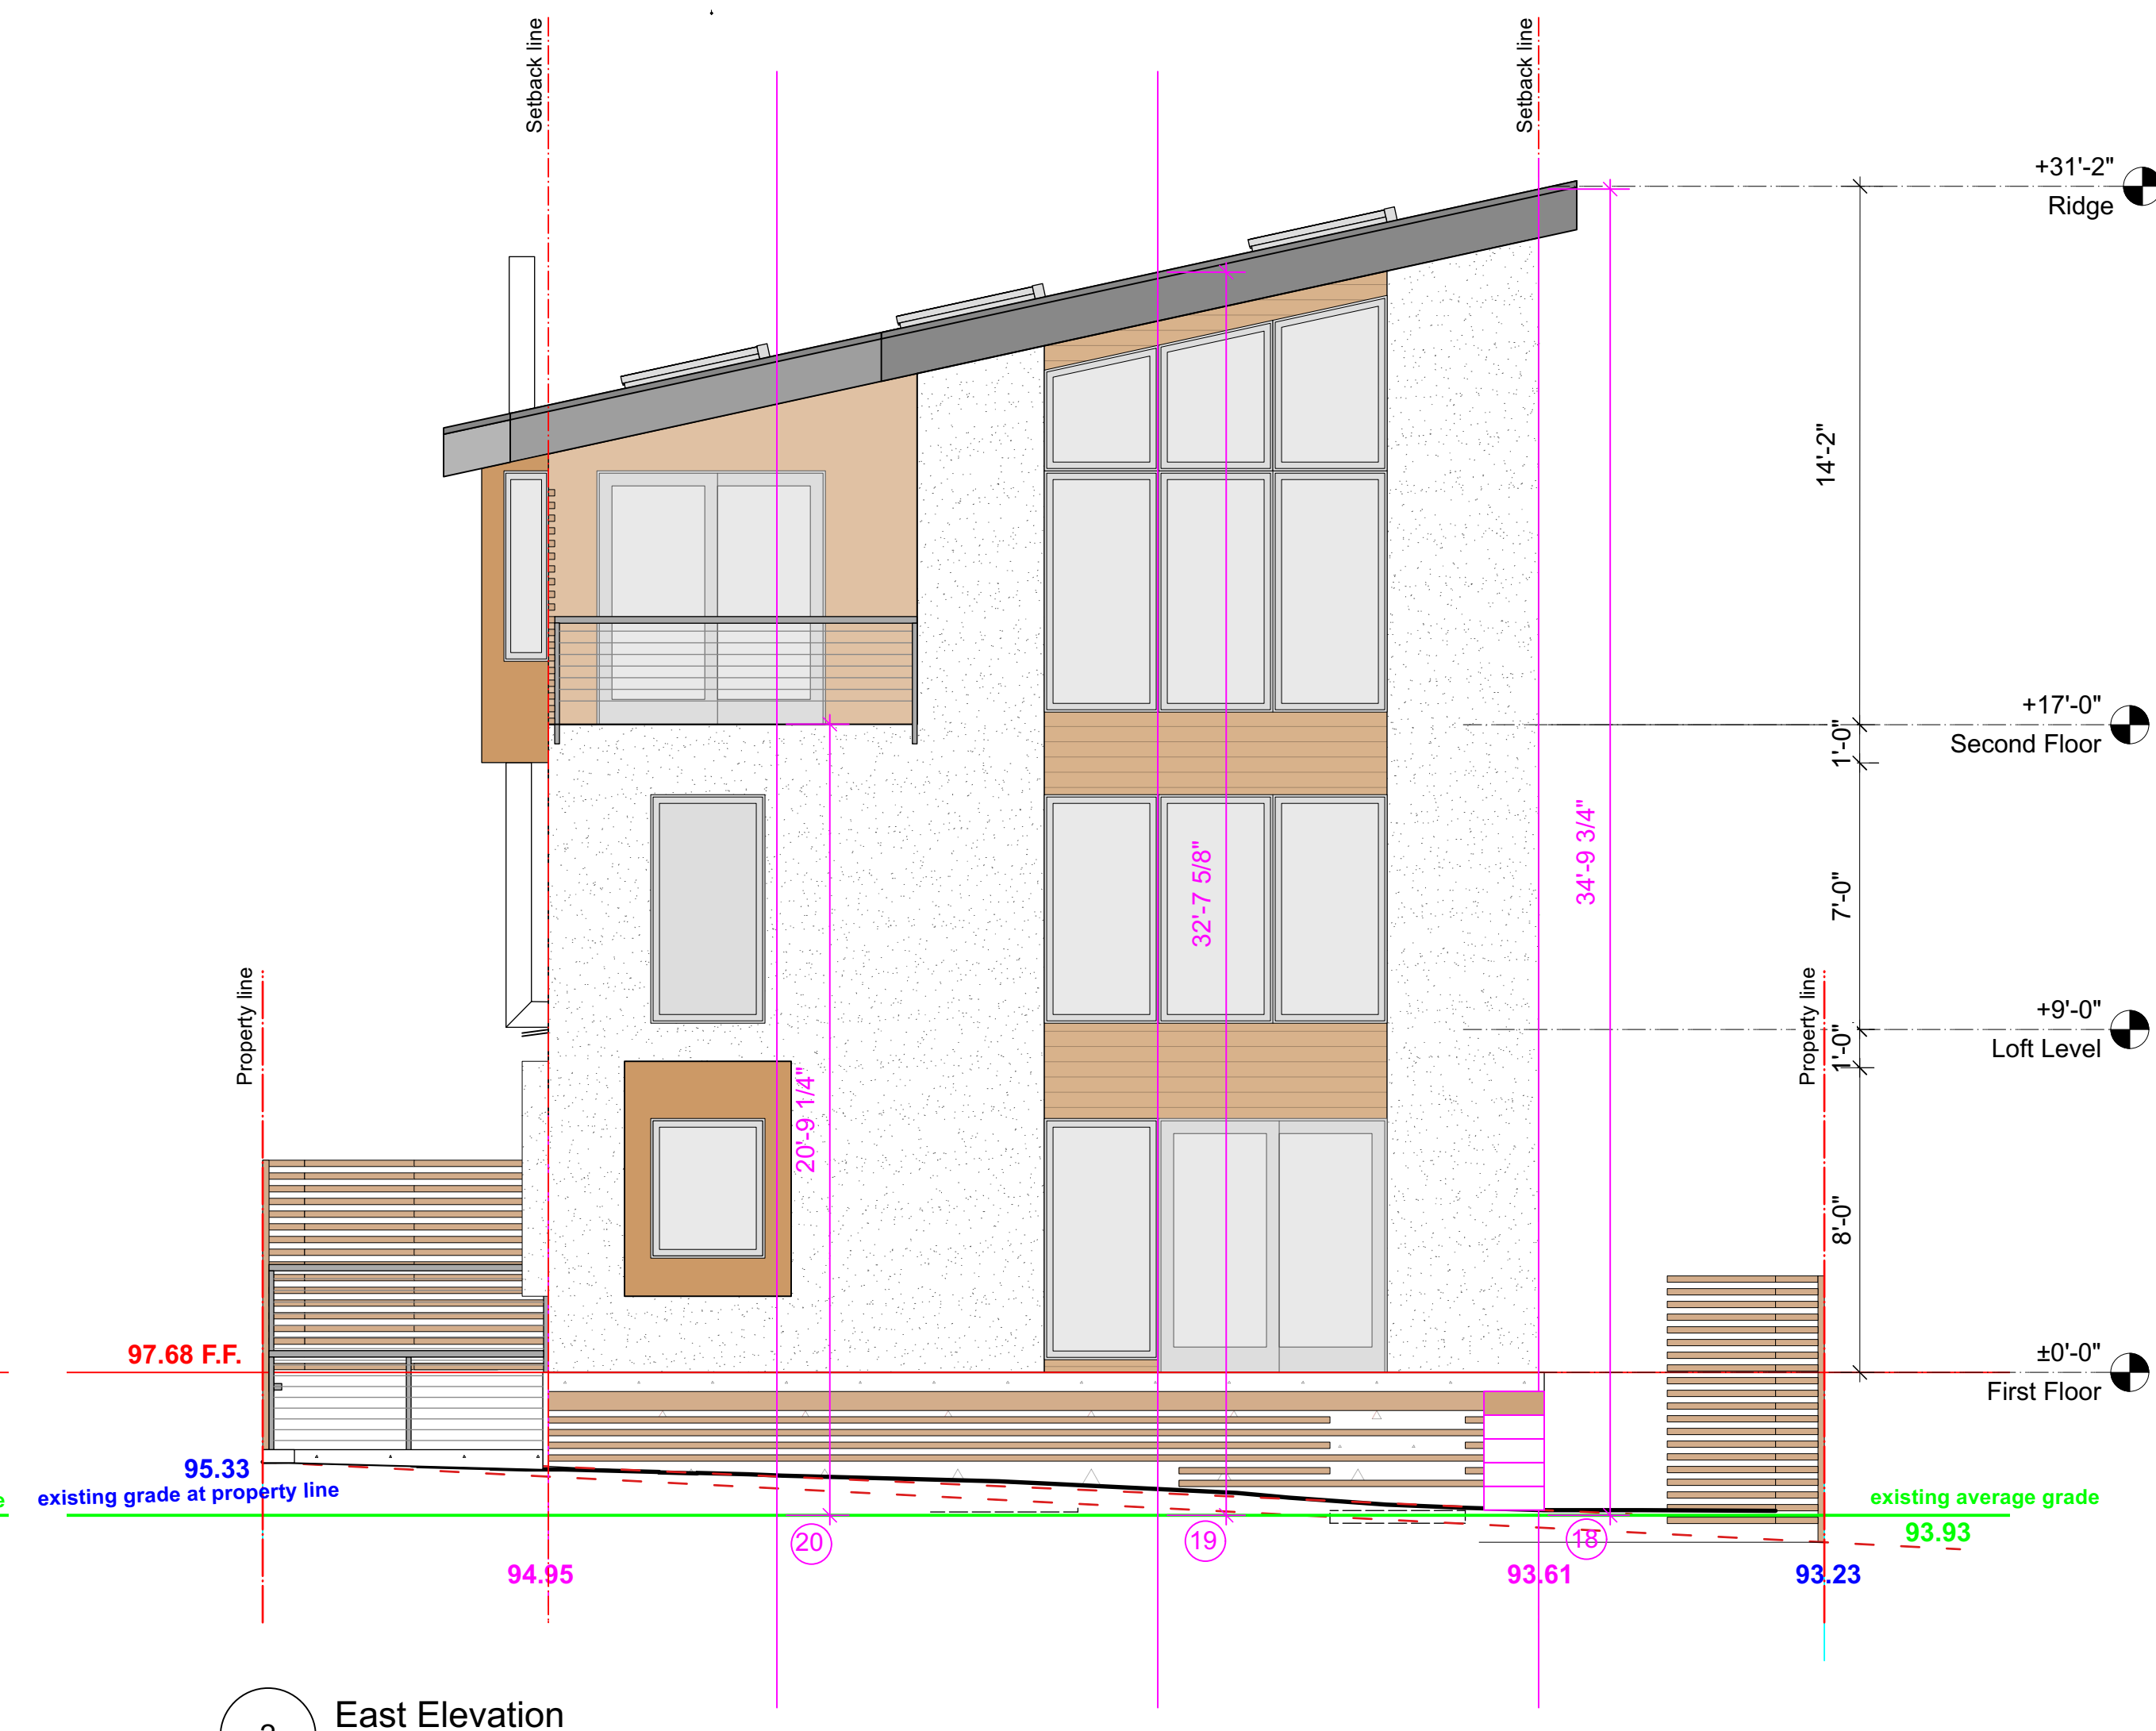 Setback line
Setback line
+31'-2"
Ridge
14'-2"
+17'-0"
Second Floor
1'-0"
34'-9 3/4"
32'-7 5/8"
7'-0"
Property line
Property line
+9'-0"
Loft Level
1'-0"
20'-9 1/4"
8'-0"
97.68 F.F.
±0'-0"
First Floor
95.33
existing grade at property line
existing average grade
93.93
20
19
18
94.95
93.61
93.23
East Elevation